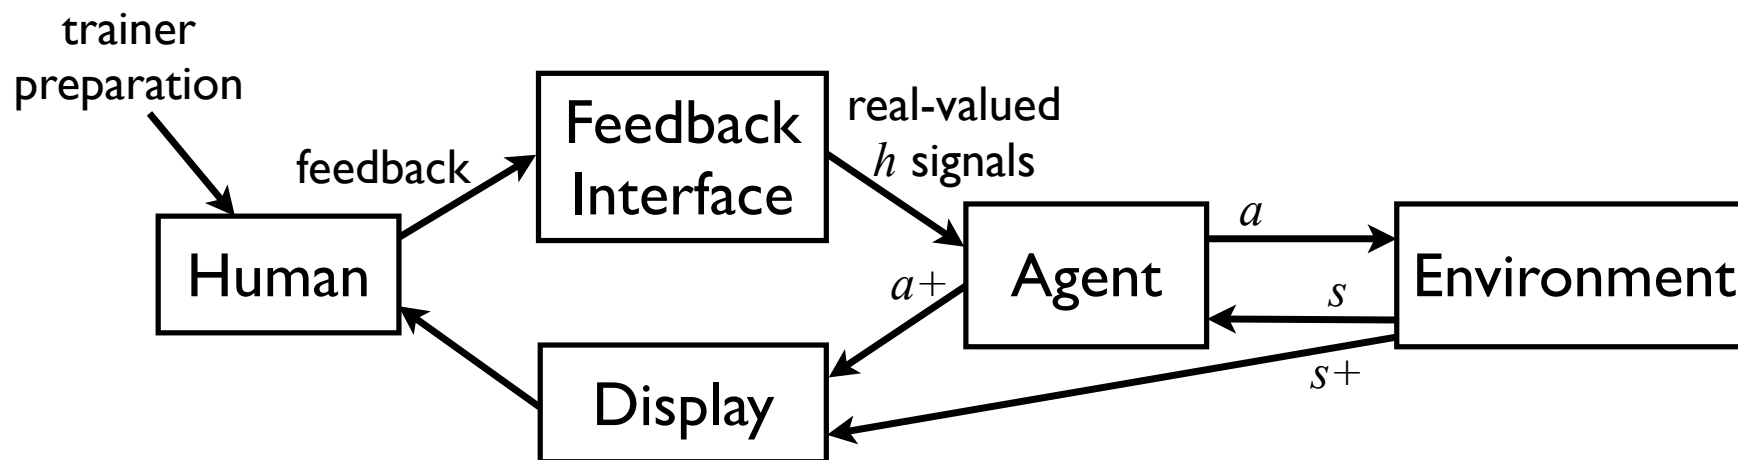 trainer
preparation
feedback
Feedback
Interface
real-valued
h signals
Human
a+
Agent
a
s
Environment
s+
Display